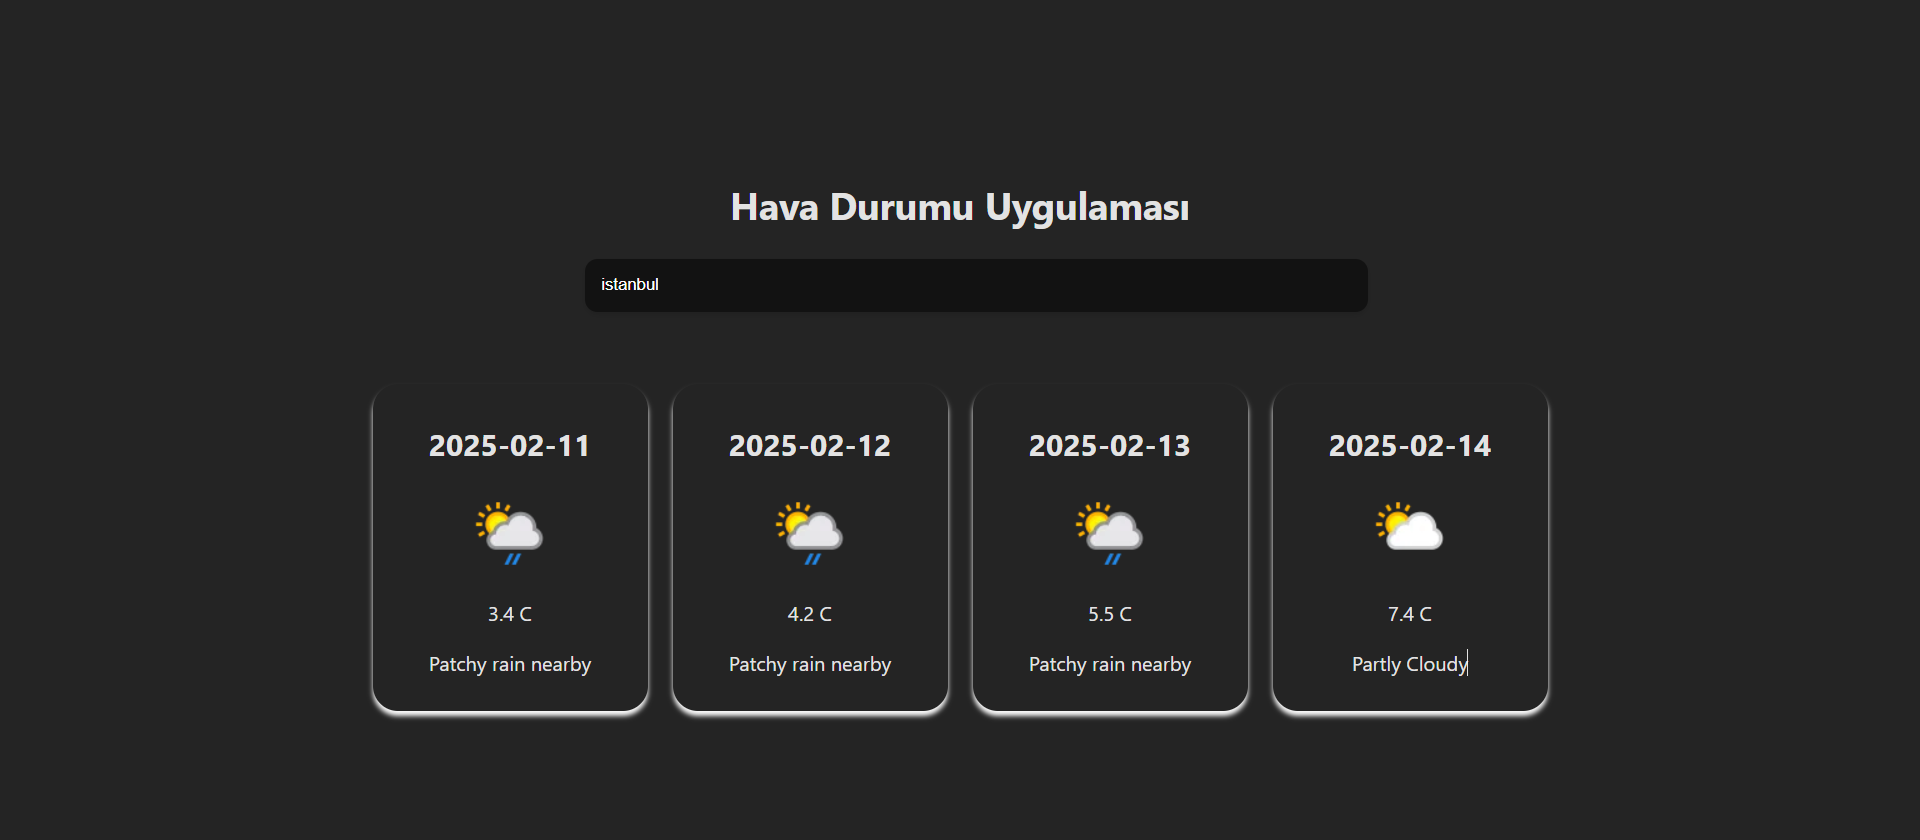 Hava Durumu Uygulaması
istanbul
2025-02-11
3.4 C
Patchy rain nearby
2025-02-12
4.2 C
Patchy rain nearby
2025-02-13
5.5 C
Patchy rain nearby
2025-02-14
7.4 C
Partly Cloudy